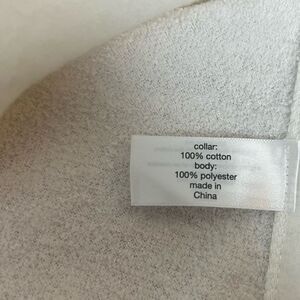 collar:
100% cotton
body:
100% polyester
made in
China